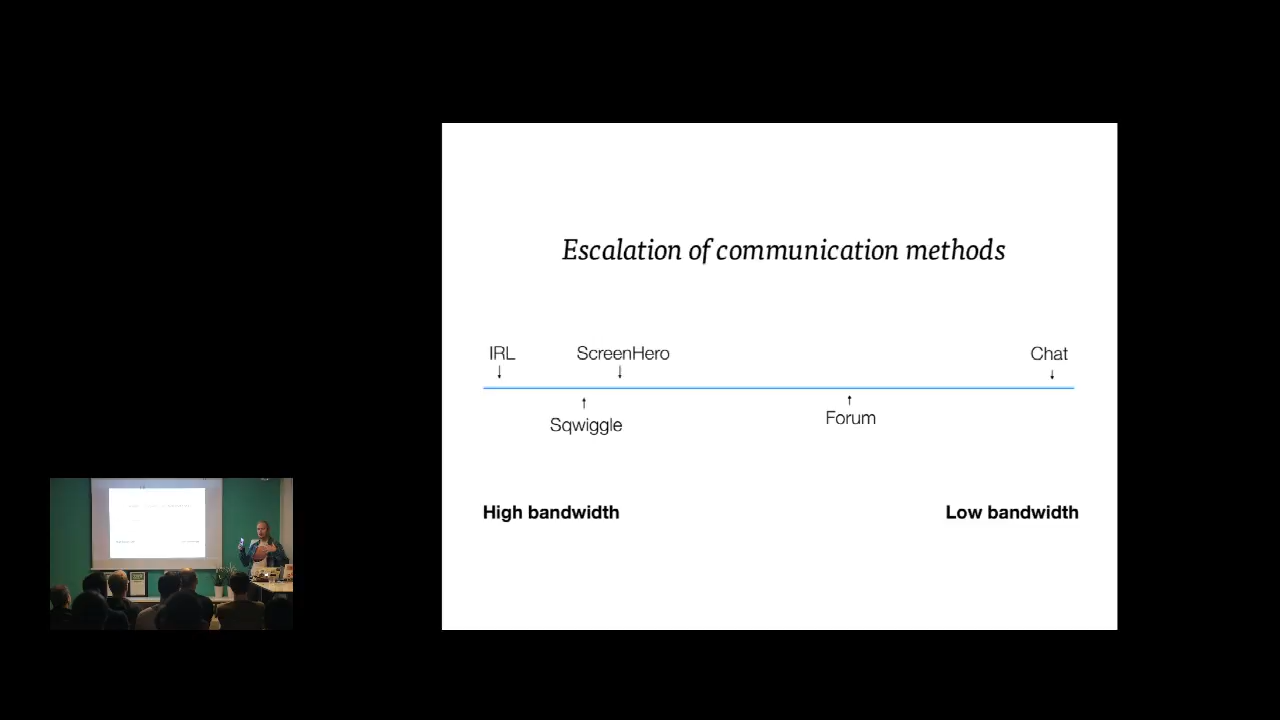 Escalation of communication methods
IRL
ScreenHero
Chat
Sqwiggle
Forum
High bandwidth
Low bandwidth